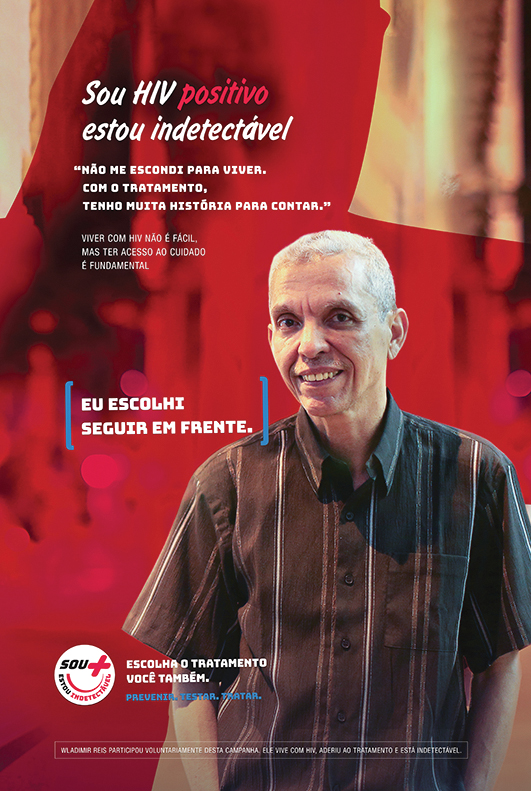 Sou HIV positivo
estou indetectável
“NÃO ME ESCONDI PARA VIVER.
COM O TRATAMENTO,
TENHO MUITA HISTÓRIA PARA CONTAR.”
VIVER COM HIV NÃO É FÁCIL,
MAS TER ACESSO AO CUIDADO
É FUNDAMENTAL
[EU ESCOLHI
SEGUIR EM FRENTE.]
SOU+
ESTOU INDETECTÁVEL
ESCOLHA O TRATAMENTO
VOCÊ TAMBÉM.
PREVENIR. TESTAR. TRATAR.
WLADIMIR REIS PARTICIPOU VOLUNTARIAMENTE DESTA CAMPANHA. ELE VIVE COM HIV, ADERIU AO TRATAMENTO E ESTÁ INDETECTÁVEL.